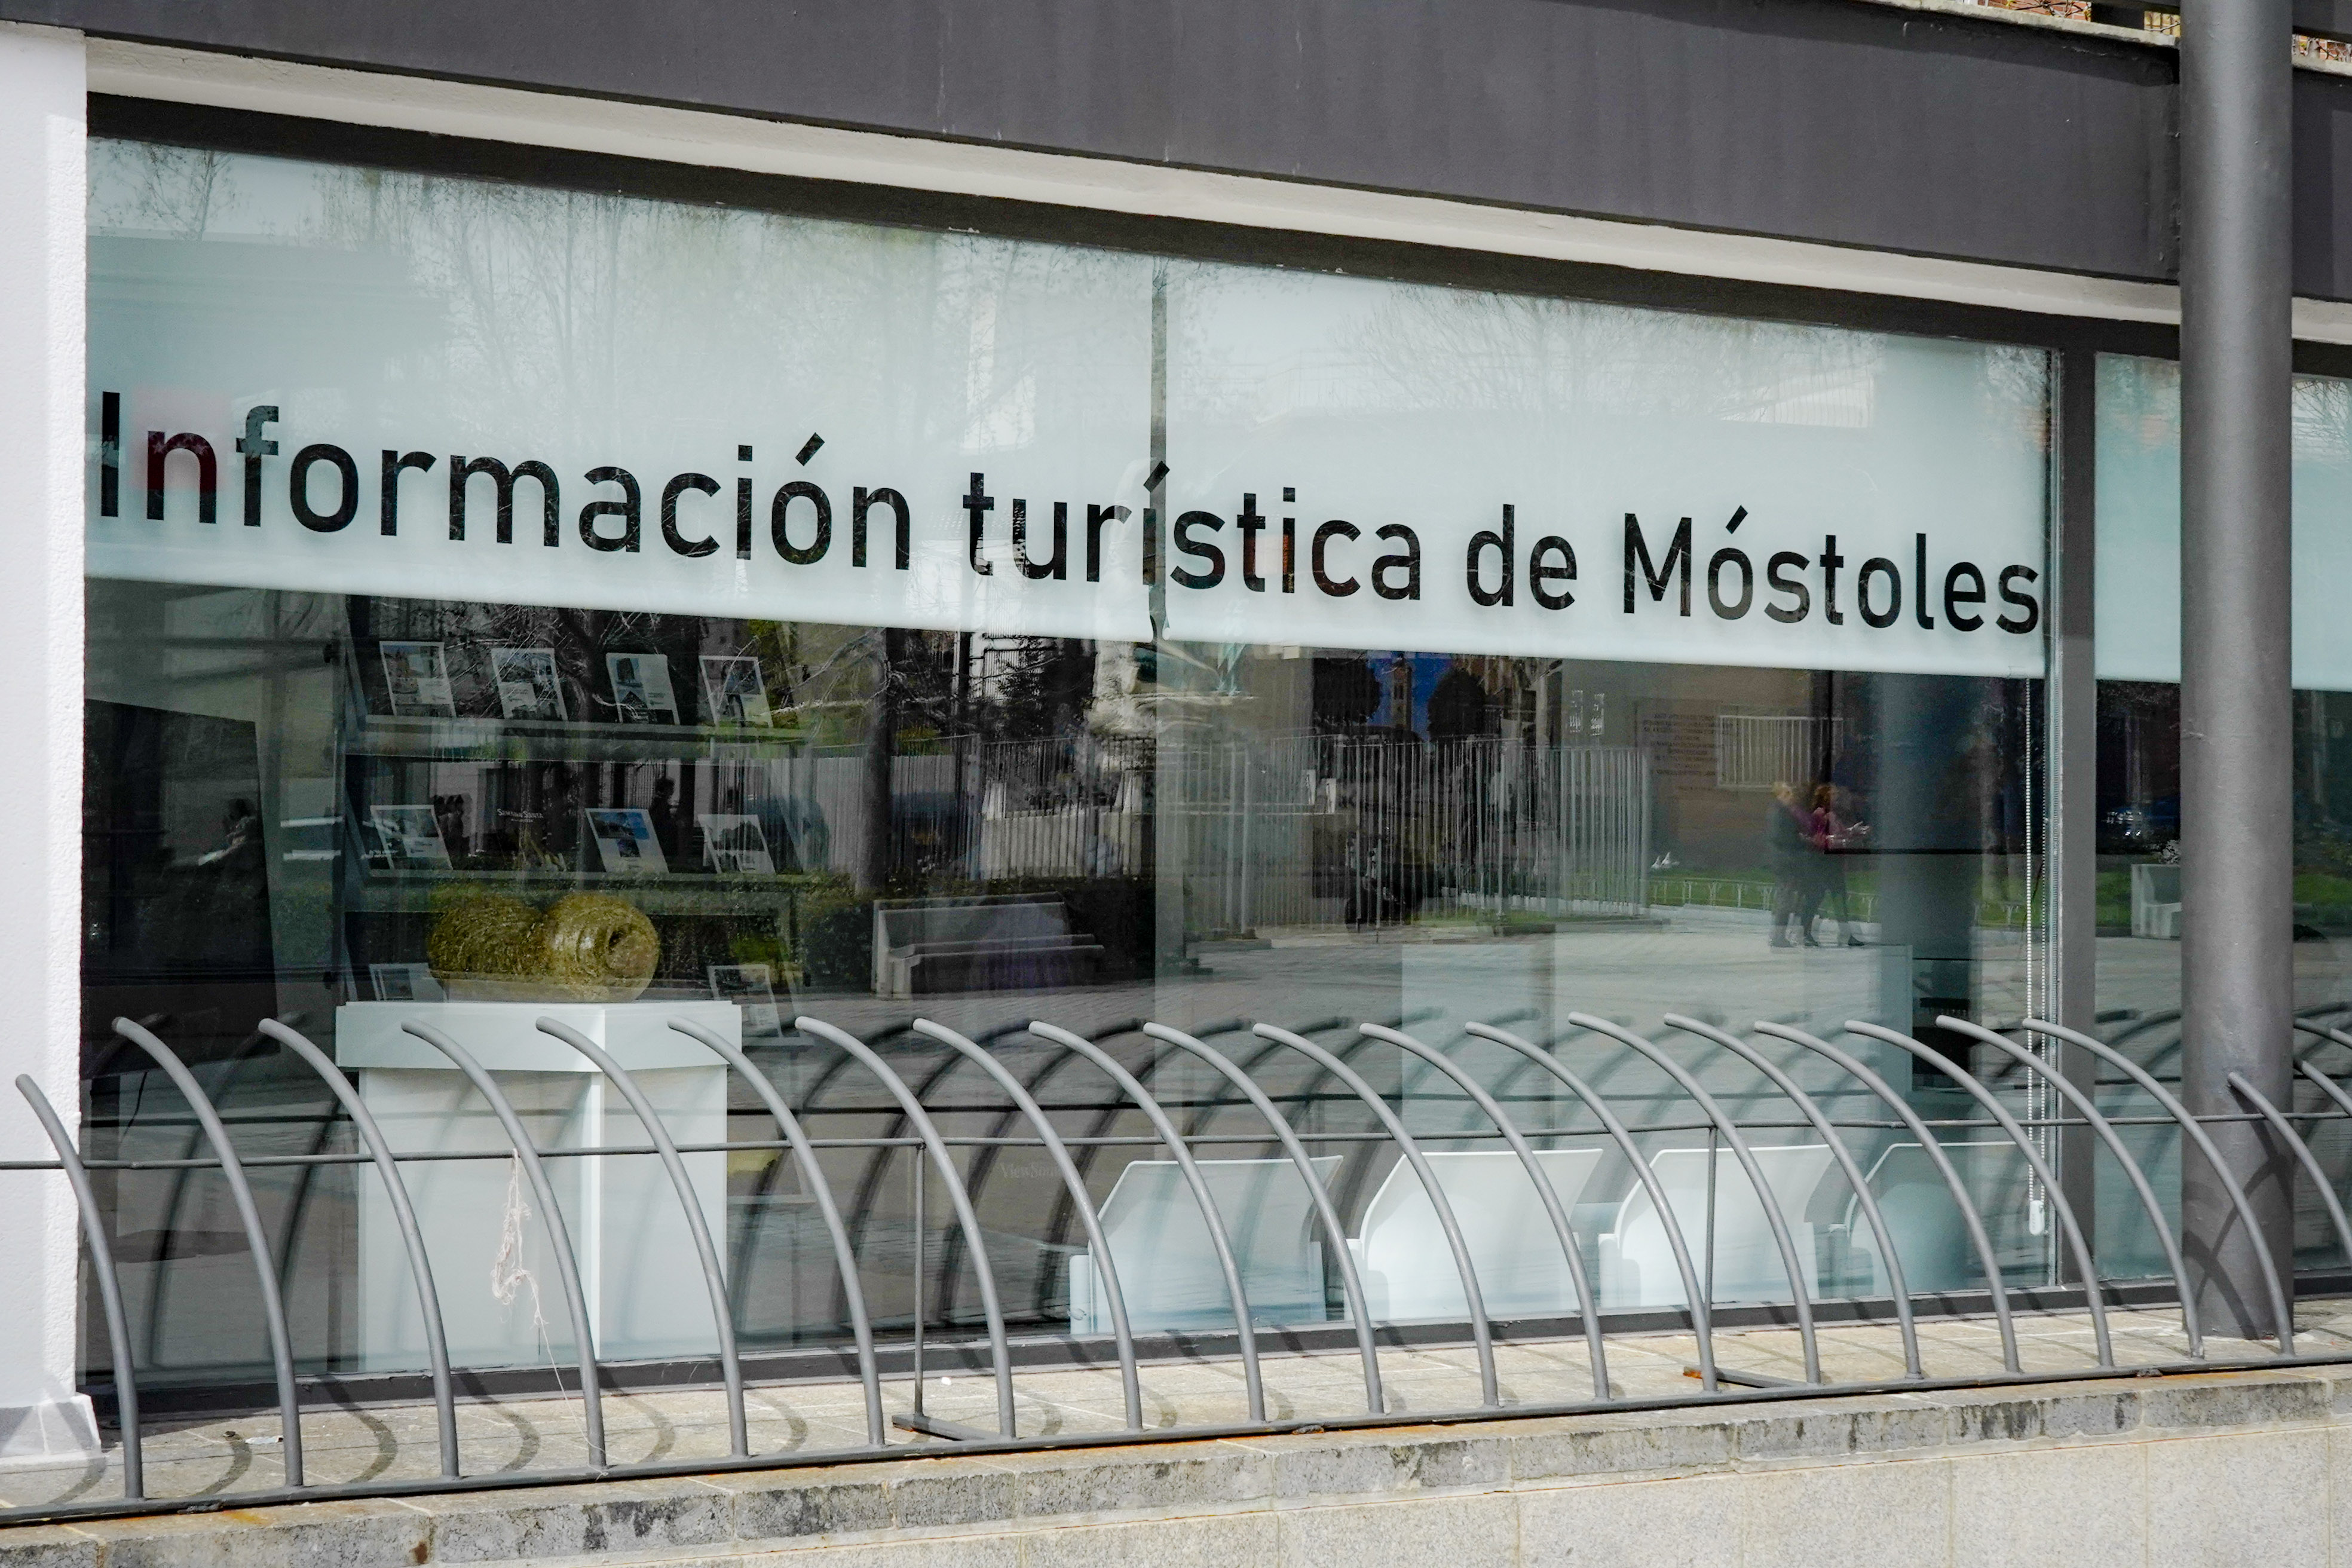 Información turística de Móstoles